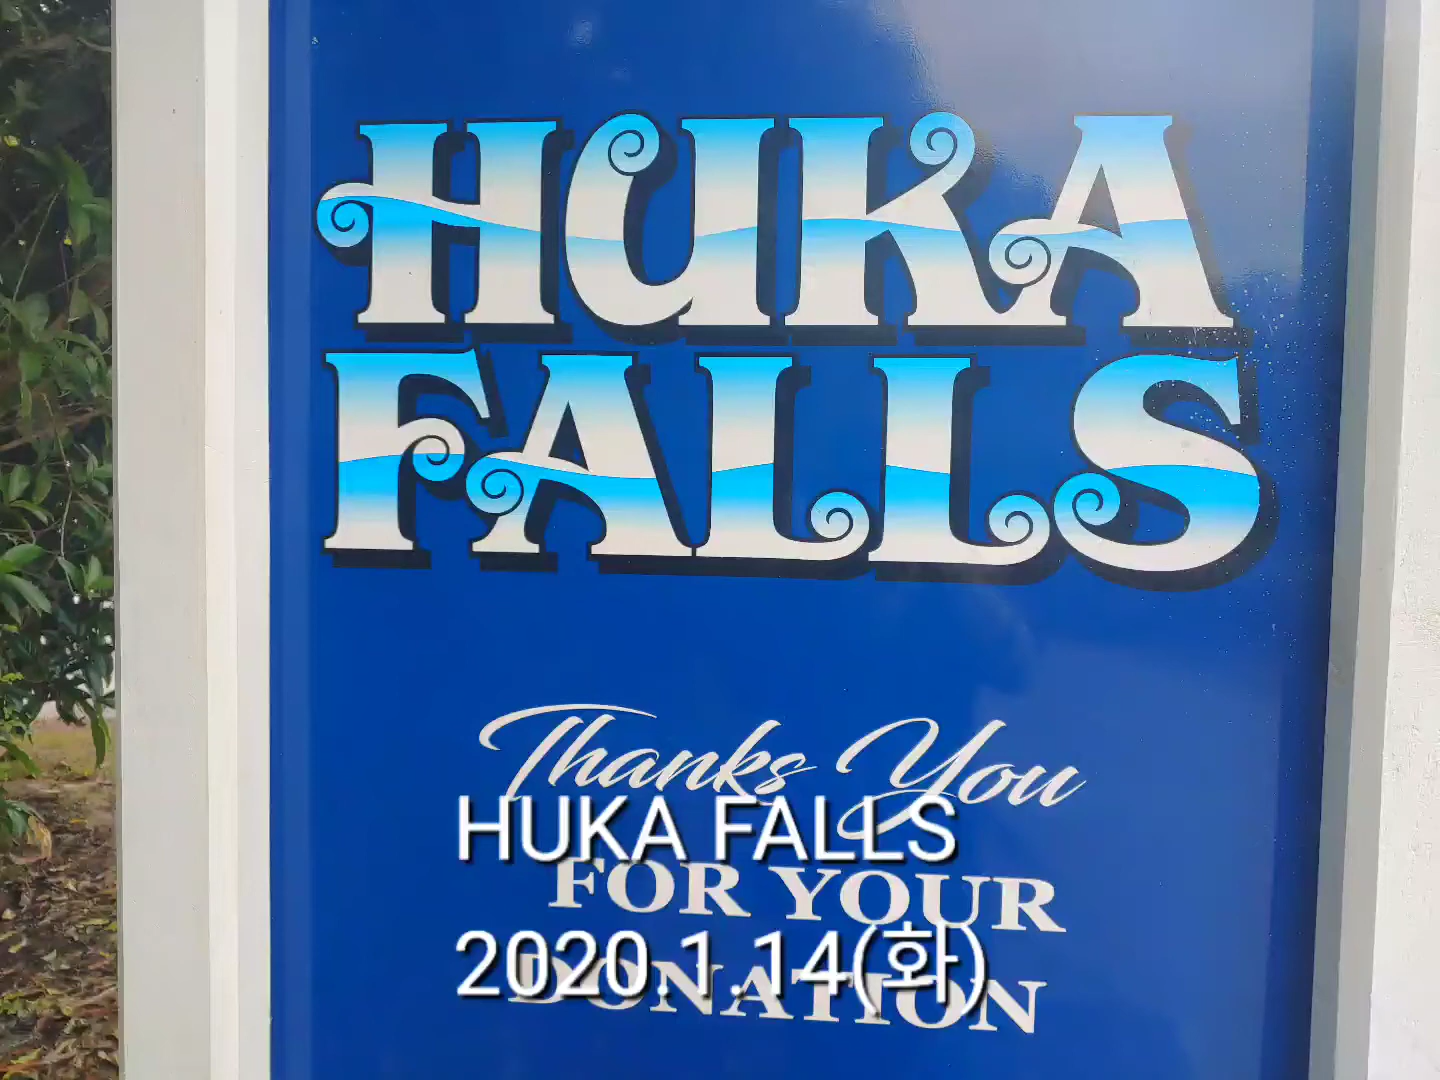 HUKA
FALLS
Thanks You
HUKA FALLS
FOR YOUR
2020.1.14(화)
DONATION